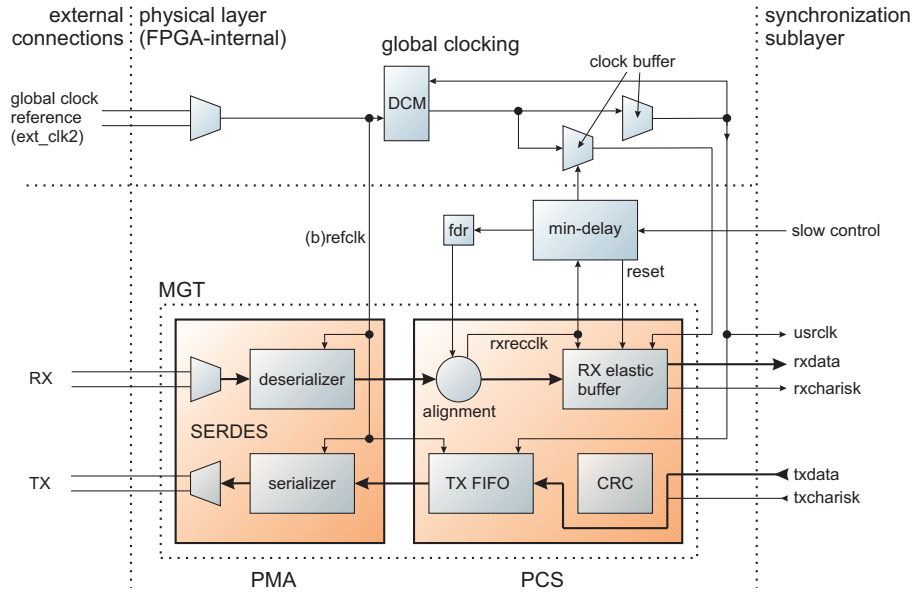 external
connections
physical layer
(FPGA-internal)
synchronization
sublayer
global clocking
clock buffer
global clock
reference
(ext_clk2)
DCM
(b)refclk
fdr
min-delay
slow control
reset
MGT
rxrecclk
usrclk
RX
deserializer
alignment
RX elastic
buffer
rxdata
rxcharisk
SERDES
TX
serializer
TX FIFO
CRC
txdata
txcharisk
PMA
PCS